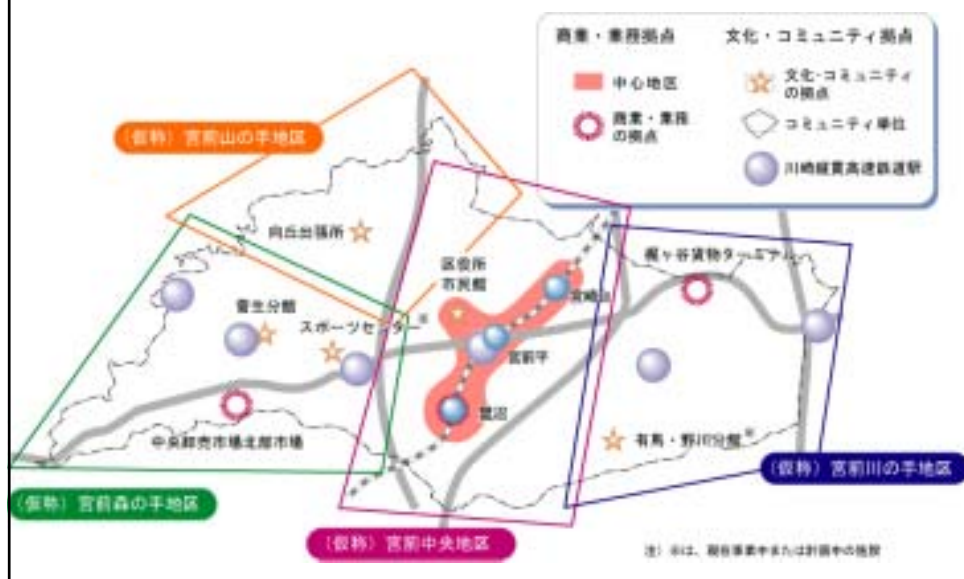 商業・業務拠点
文化・コミュニティ拠点
中心地区
文化・コミュニティ
の拠点
商業・業務
の拠点
コミュニティ単位
川崎縦貫高速鉄道駅
(仮称) 宮前山の手地区
向丘出張所
区役所
市民館
梶ヶ谷貨物ターミナル
宮崎台
菅生分館
スポーツセンター※
宮前平
鷺沼
中央卸売市場北部市場
有馬・野川分館※
(仮称) 宮前川の手地区
(仮称) 宮前森の手地区
(仮称) 宮前中央地区
注) ※は、現在事業中または計画中の施設